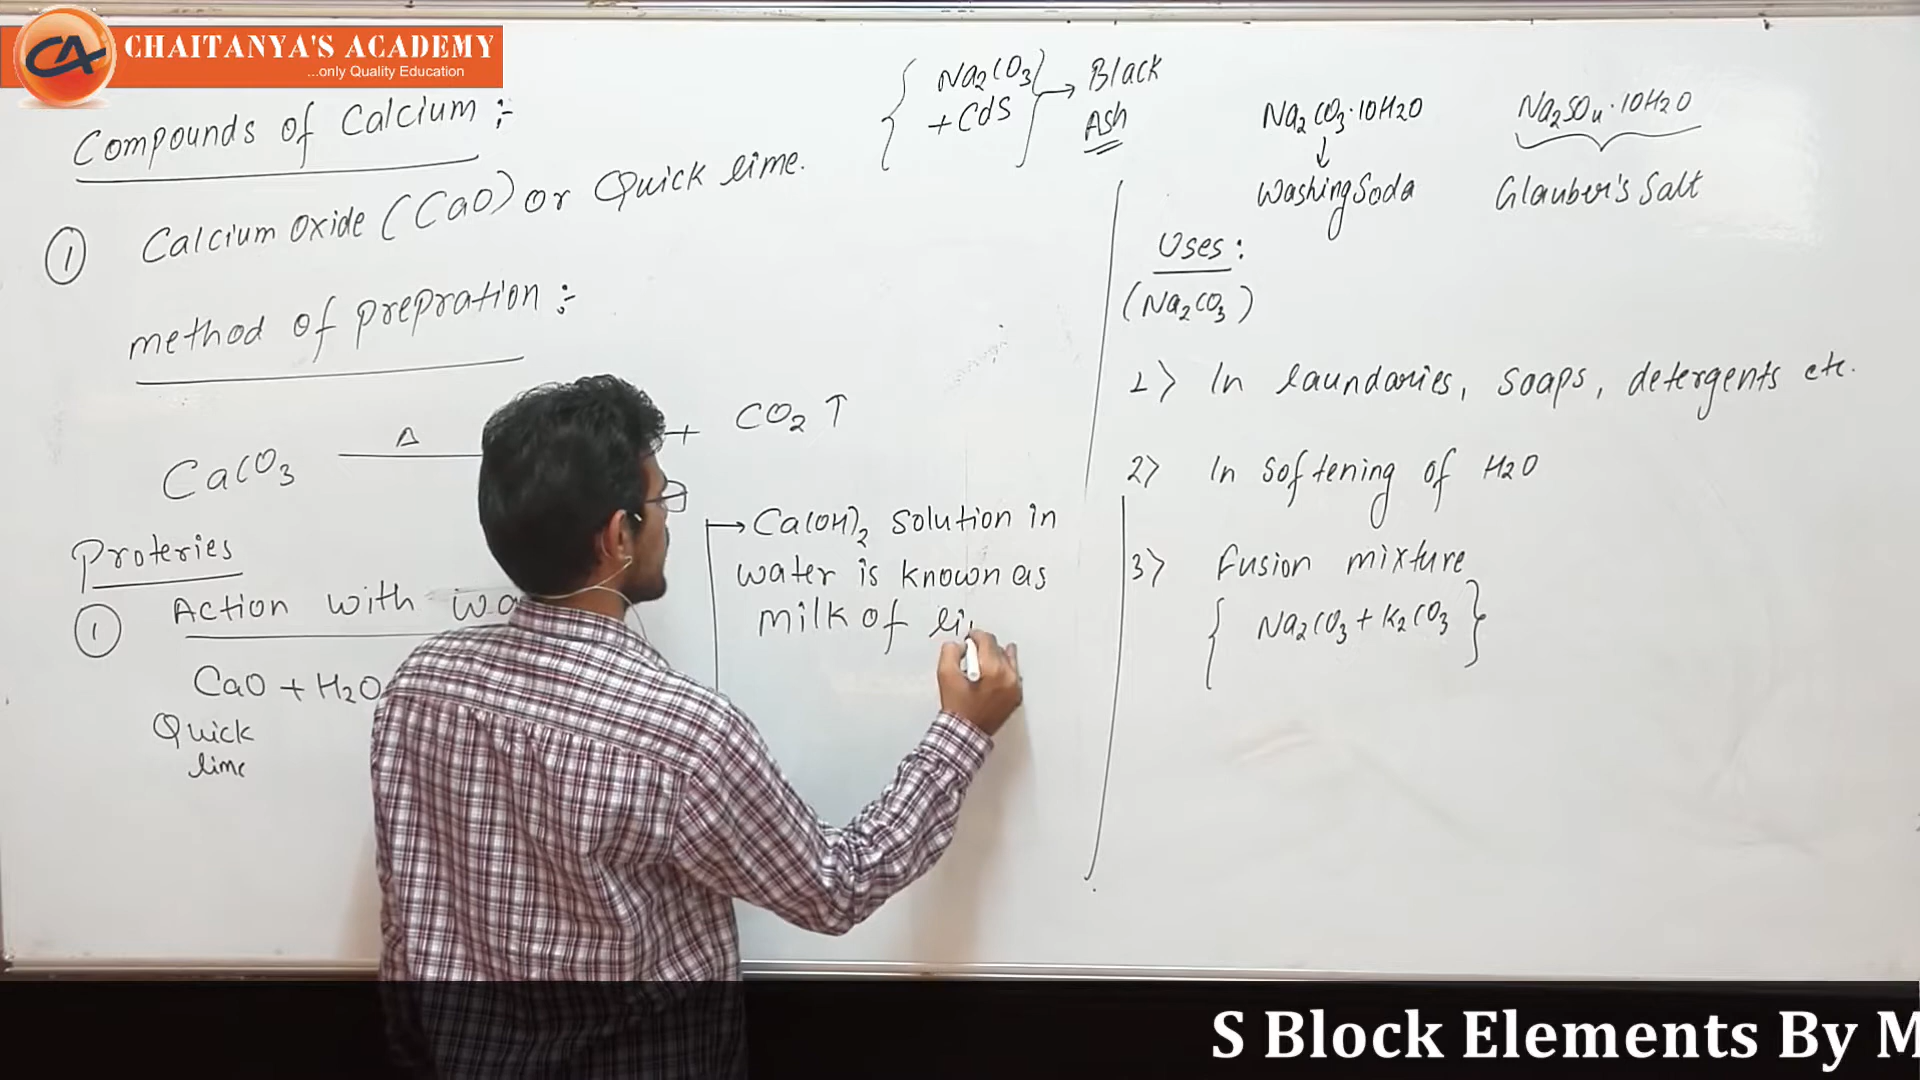 CHAITANYA'S ACADEMY
...only Quality Education
Compounds of Calcium :-
① Calcium Oxide (CaO) or Quick lime.
method of prepration :-
CaCO3 Δ + CO2 ↑
Proteries
① Action with wa
CaO + H2O
Quick
lime
→ Ca(OH)2 solution in
water is known as
milk of li
Na2CO3 → Black
+ CdS Ash
Na2CO3·10H2O
↓
Washing Soda
Na2SO4·10H2O
Glauber's Salt
Uses :
(Na2CO3)
1> In laundaries, soaps, detergents etc.
2> In softening of H2O
3> Fusion mixture
{ Na2CO3 + K2CO3 }
S Block Elements By M